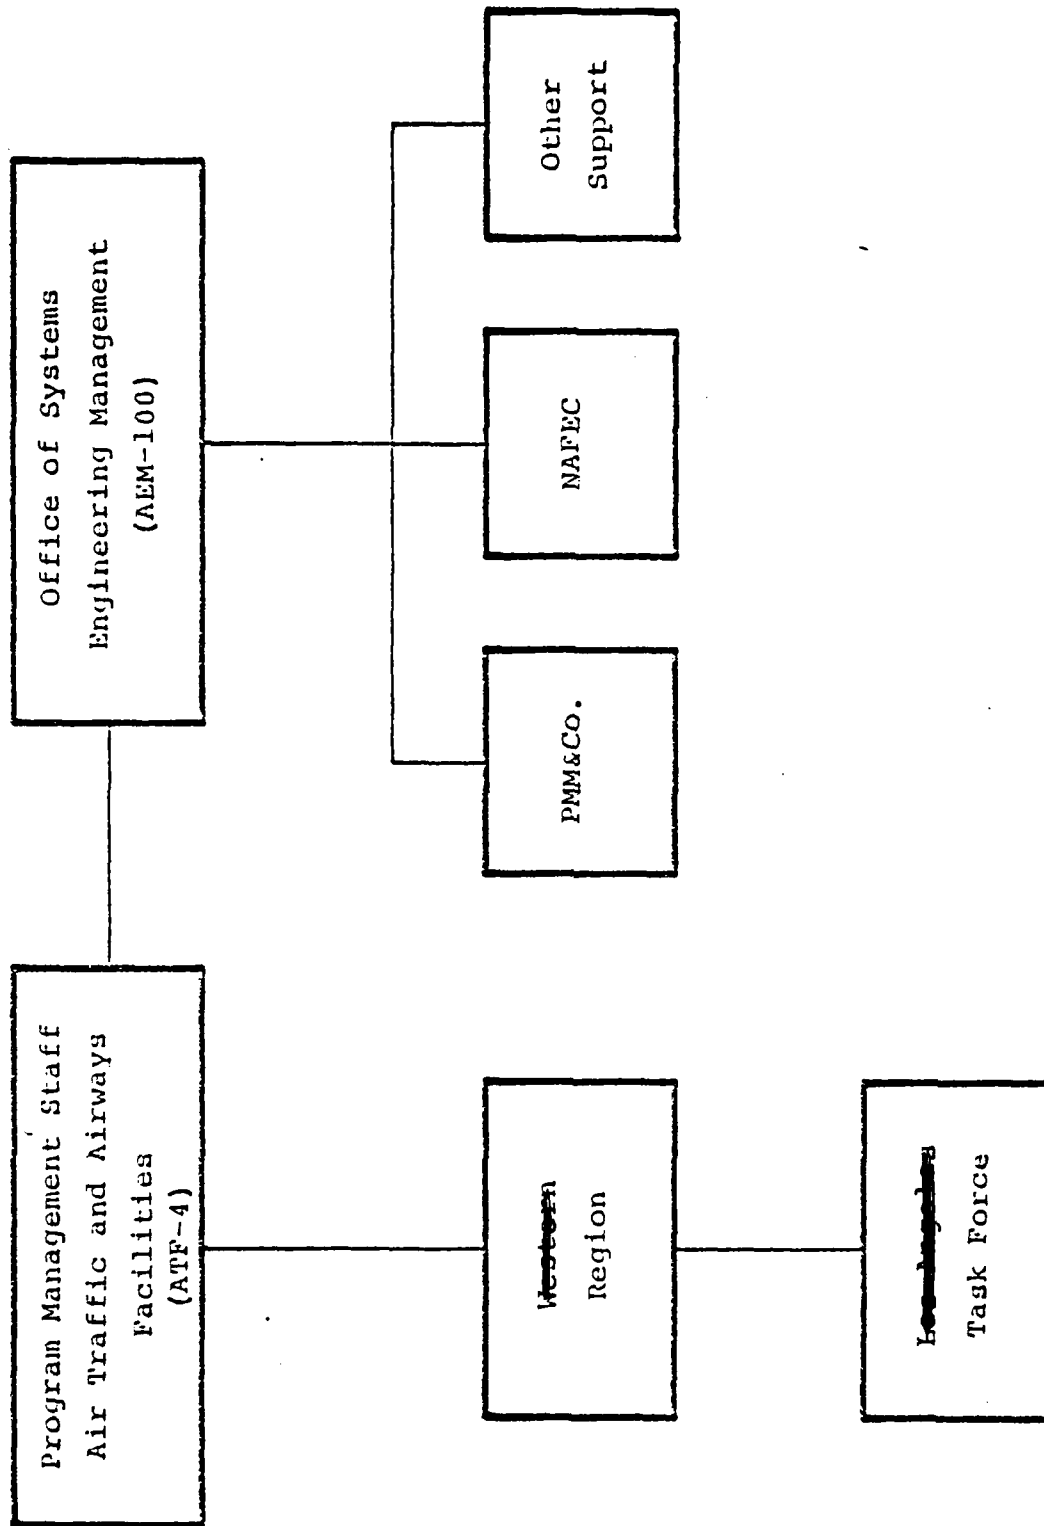 Program Management Staff
Air Traffic and Airways
Facilities
(ATF-4)
Office of Systems
Engineering Management
(AEM-100)
Western
Region
Los Angeles
Task Force
PMM&Co.
NAFEC
Other
Support